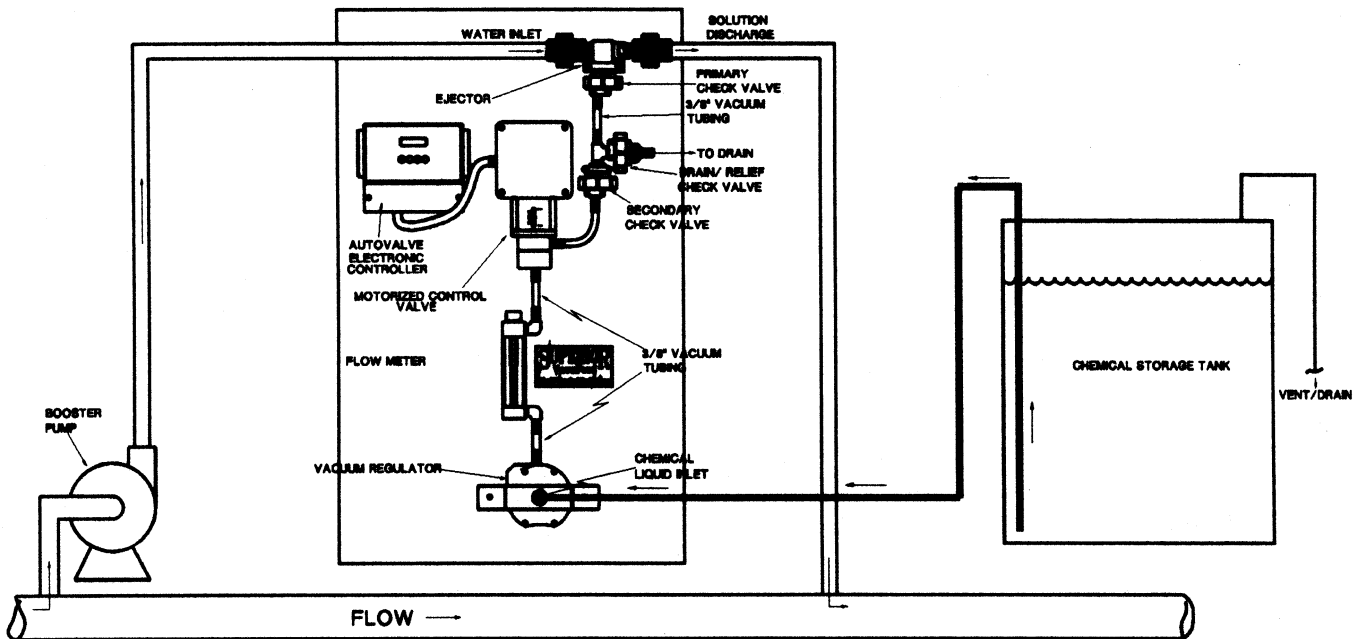 WATER INLET
SOLUTION
DISCHARGE
PRIMARY
CHECK VALVE
EJECTOR
3/8" VACUUM
TUBING
TO DRAIN
DRAIN/ RELIEF
CHECK VALVE
SECONDARY
CHECK VALVE
AUTOVALVE
ELECTRONIC
CONTROLLER
MOTORIZED CONTROL
VALVE
FLOW METER
3/8" VACUUM
TUBING
CHEMICAL STORAGE TANK
VENT/DRAIN
BOOSTER
PUMP
VACUUM REGULATOR
CHEMICAL
LIQUID INLET
FLOW